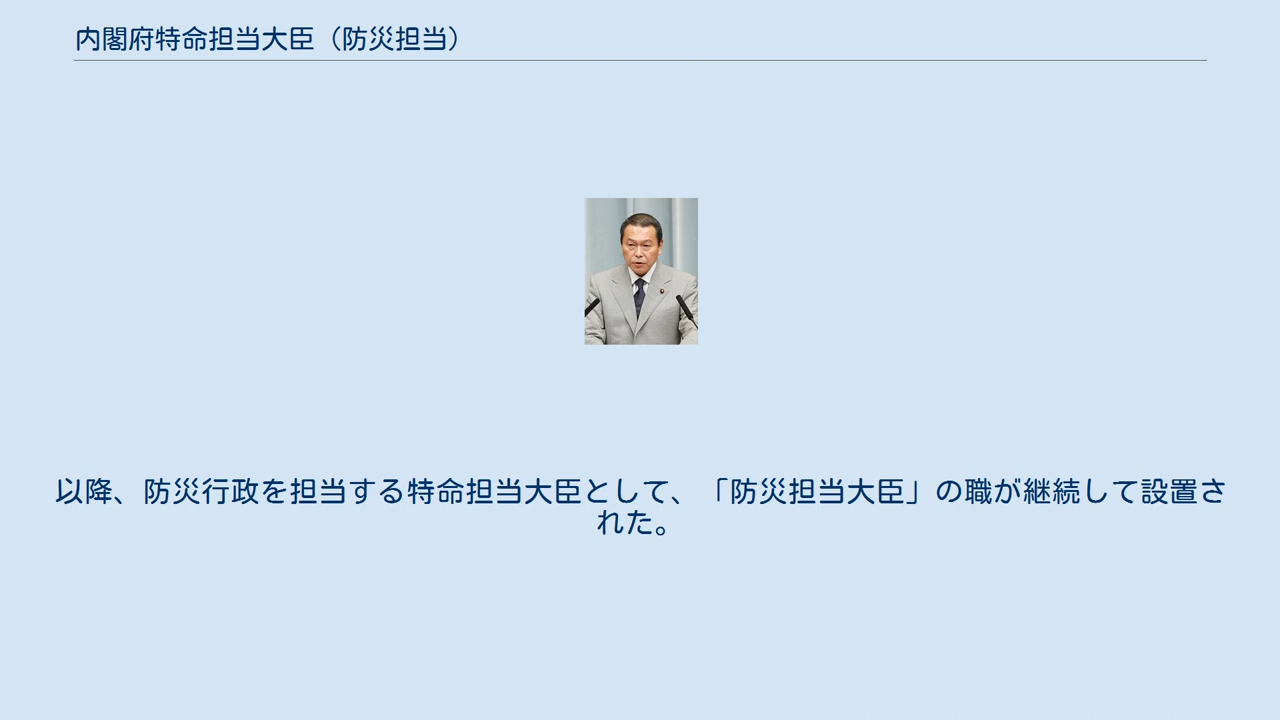 内閣府特命担当大臣（防災担当）
以降、防災行政を担当する特命担当大臣として、「防災担当大臣」の職が継続して設置さ
れた。